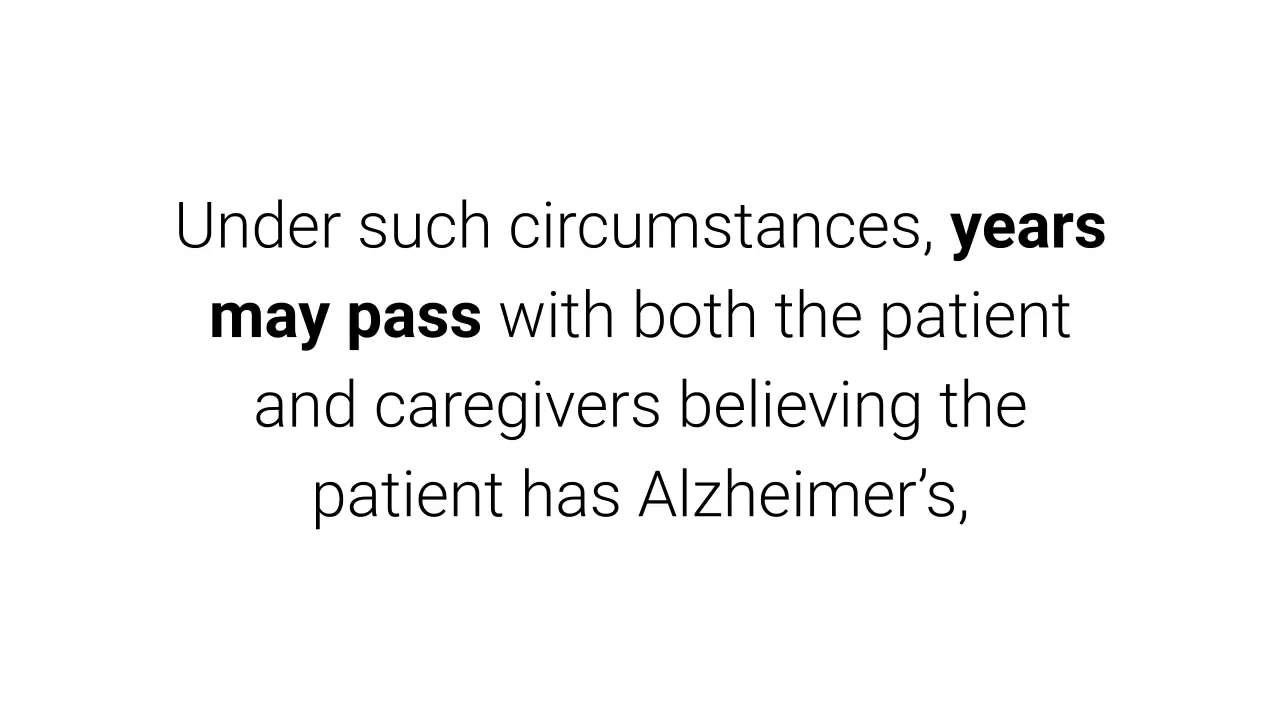 Under such circumstances, years
may pass with both the patient
and caregivers believing the
patient has Alzheimer’s,